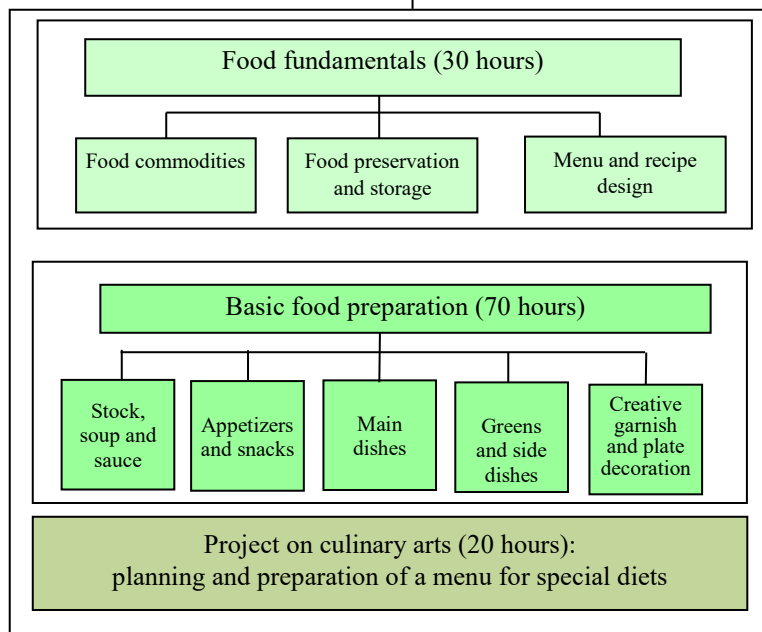 Food fundamentals (30 hours)
Food commodities
Food preservation
and storage
Menu and recipe
design
Basic food preparation (70 hours)
Stock,
soup and
sauce
Appetizers
and snacks
Main
dishes
Greens
and side
dishes
Creative
garnish
and plate
decoration
Project on culinary arts (20 hours):
planning and preparation of a menu for special diets